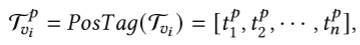 $\mathcal{T}_{v_i}^{p} = PosTag(\mathcal{T}_{v_i}) = [t_1^p, t_2^p, \cdots, t_n^p],$